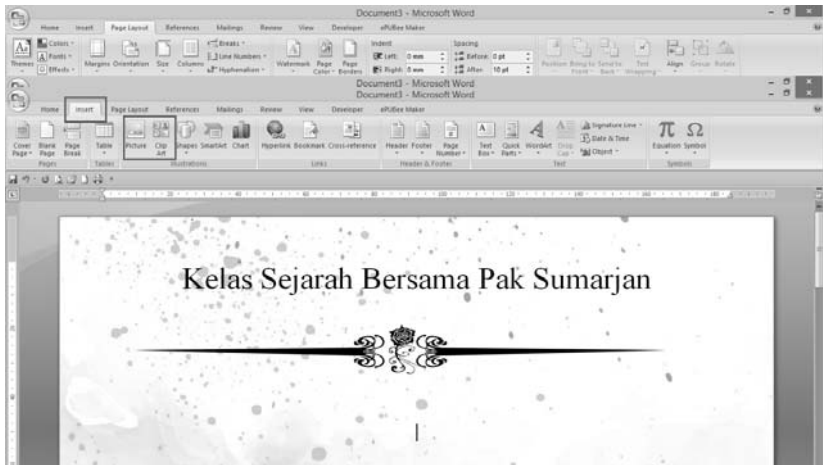 Document3 - Microsoft Word
Home Insert Page Layout References Mailings Review View Developer ePUBee Maker
Colors Breaks Indent Spacing
Themes Fonts Margins Orientation Size Columns Line Numbers Watermark Page Color Page Borders Left: 0 mm Before: 0 pt Position Bring to Front Send to Back Text Wrapping Align Group Rotate
Effects Hyphenation Right: 0 mm After: 10 pt
Document3 - Microsoft Word
Document3 - Microsoft Word
Home Insert Page Layout References Mailings Review View Developer ePUBee Maker
Cover Page Blank Page Page Break Table Picture Clip Art Shapes SmartArt Chart Hyperlink Bookmark Cross-reference Header Footer Page Number Text Box Quick Parts WordArt Drop Cap Signature Line Equation Symbol
Date & Time
Object
Pages Tables Illustrations Links Header & Footer Text Symbols
Kelas Sejarah Bersama Pak Sumarjan